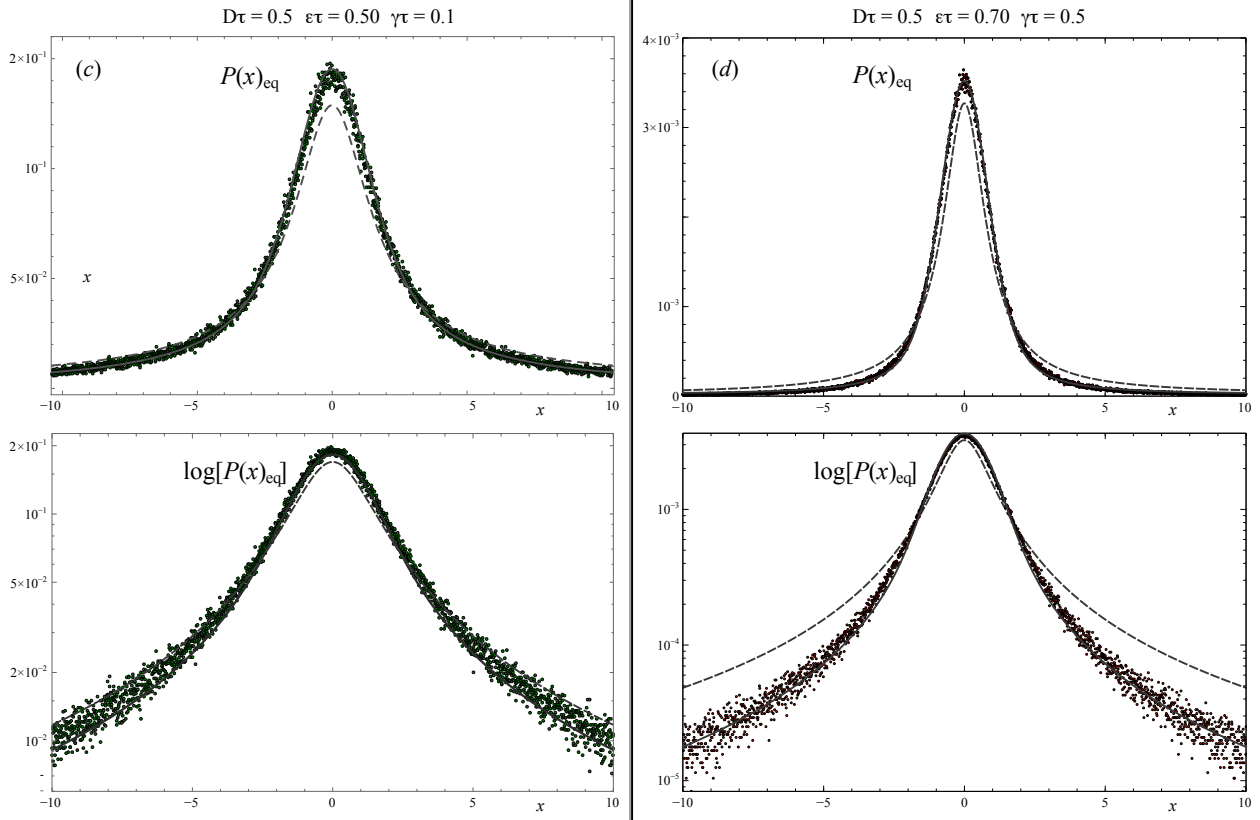 Dτ = 0.5 ετ = 0.50 γτ = 0.1
(c)
P(x)eq
2×10⁻¹
10⁻¹
5×10⁻²
x
−10 −5 0 5 10
x
log[P(x)eq]
2×10⁻¹
10⁻¹
5×10⁻²
2×10⁻²
10⁻²
−10 −5 0 5 10
x
Dτ = 0.5 ετ = 0.70 γτ = 0.5
(d)
P(x)eq
4×10⁻³
3×10⁻³
10⁻³
0
−10 −5 0 5 10
x
log[P(x)eq]
10⁻³
10⁻⁴
10⁻⁵
−10 −5 0 5 10
x